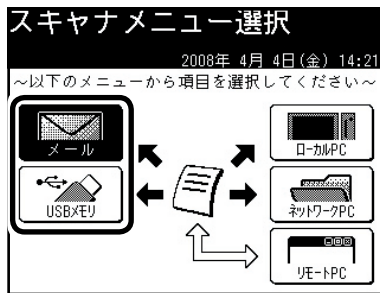 スキャナメニュー選択
2008年 4月 4日(金) 14:21
~以下のメニューから項目を選択してください~
メール
ローカルPC
USBメモリ
ネットワークPC
リモートPC